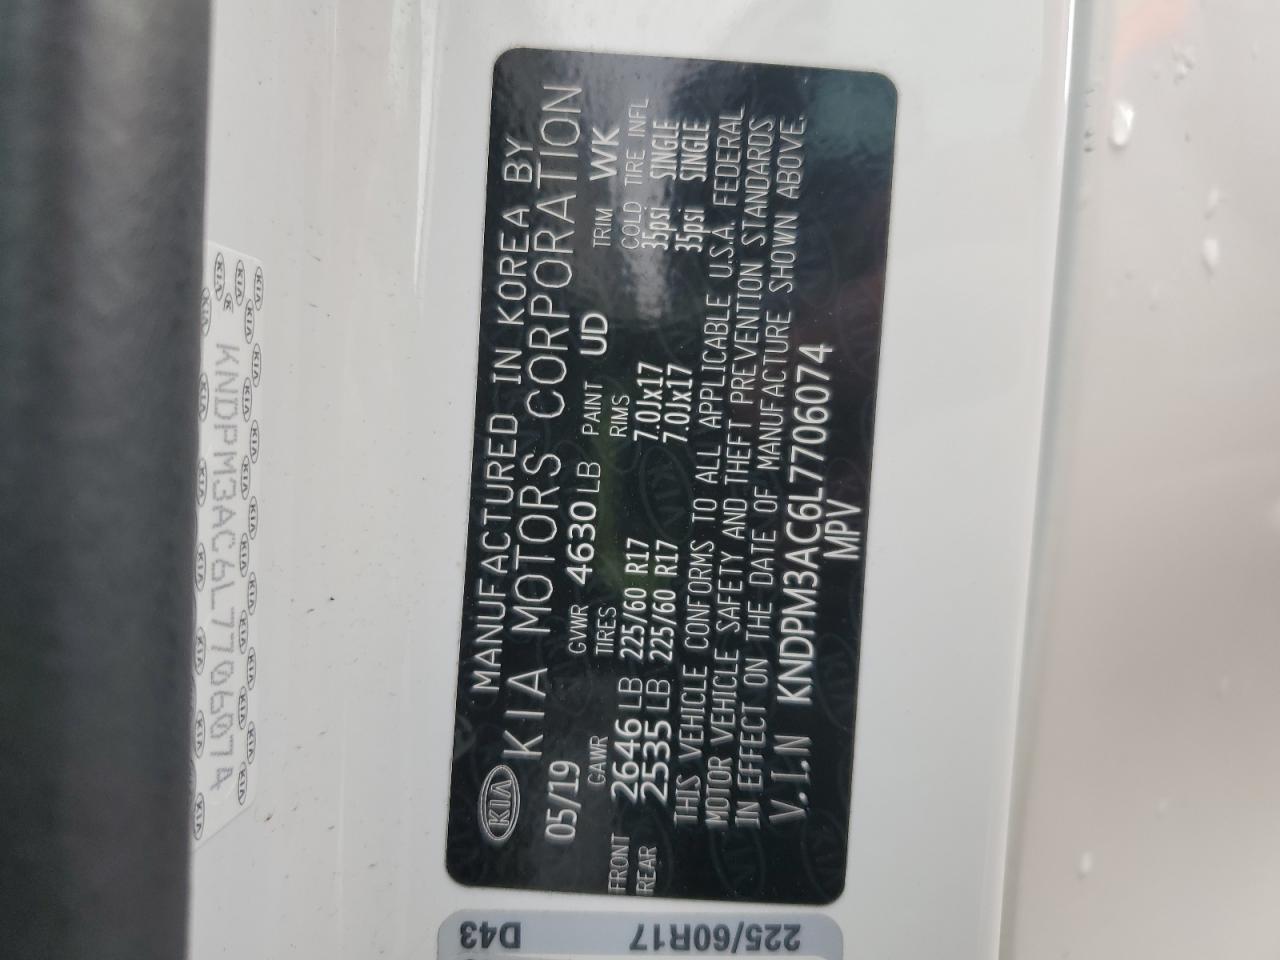 KIA
MANUFACTURED IN KOREA BY
KIA MOTORS CORPORATION
05/19 GVWR 4630 LB PAINT UD TRIM WK
GAWR TIRES RIMS COLD TIRE INFL
FRONT 2646 LB 225/60 R17 7.0Jx17 35psi SINGLE
REAR 2535 LB 225/60 R17 7.0Jx17 35psi SINGLE
THIS VEHICLE CONFORMS TO ALL APPLICABLE U.S.A. FEDERAL
MOTOR VEHICLE SAFETY AND THEFT PREVENTION STANDARDS
IN EFFECT ON THE DATE OF MANUFACTURE SHOWN ABOVE.
V.I.N KNDPM3AC6L7706074
MPV
KNDPM3AC6L7706074
D43
225/60R17